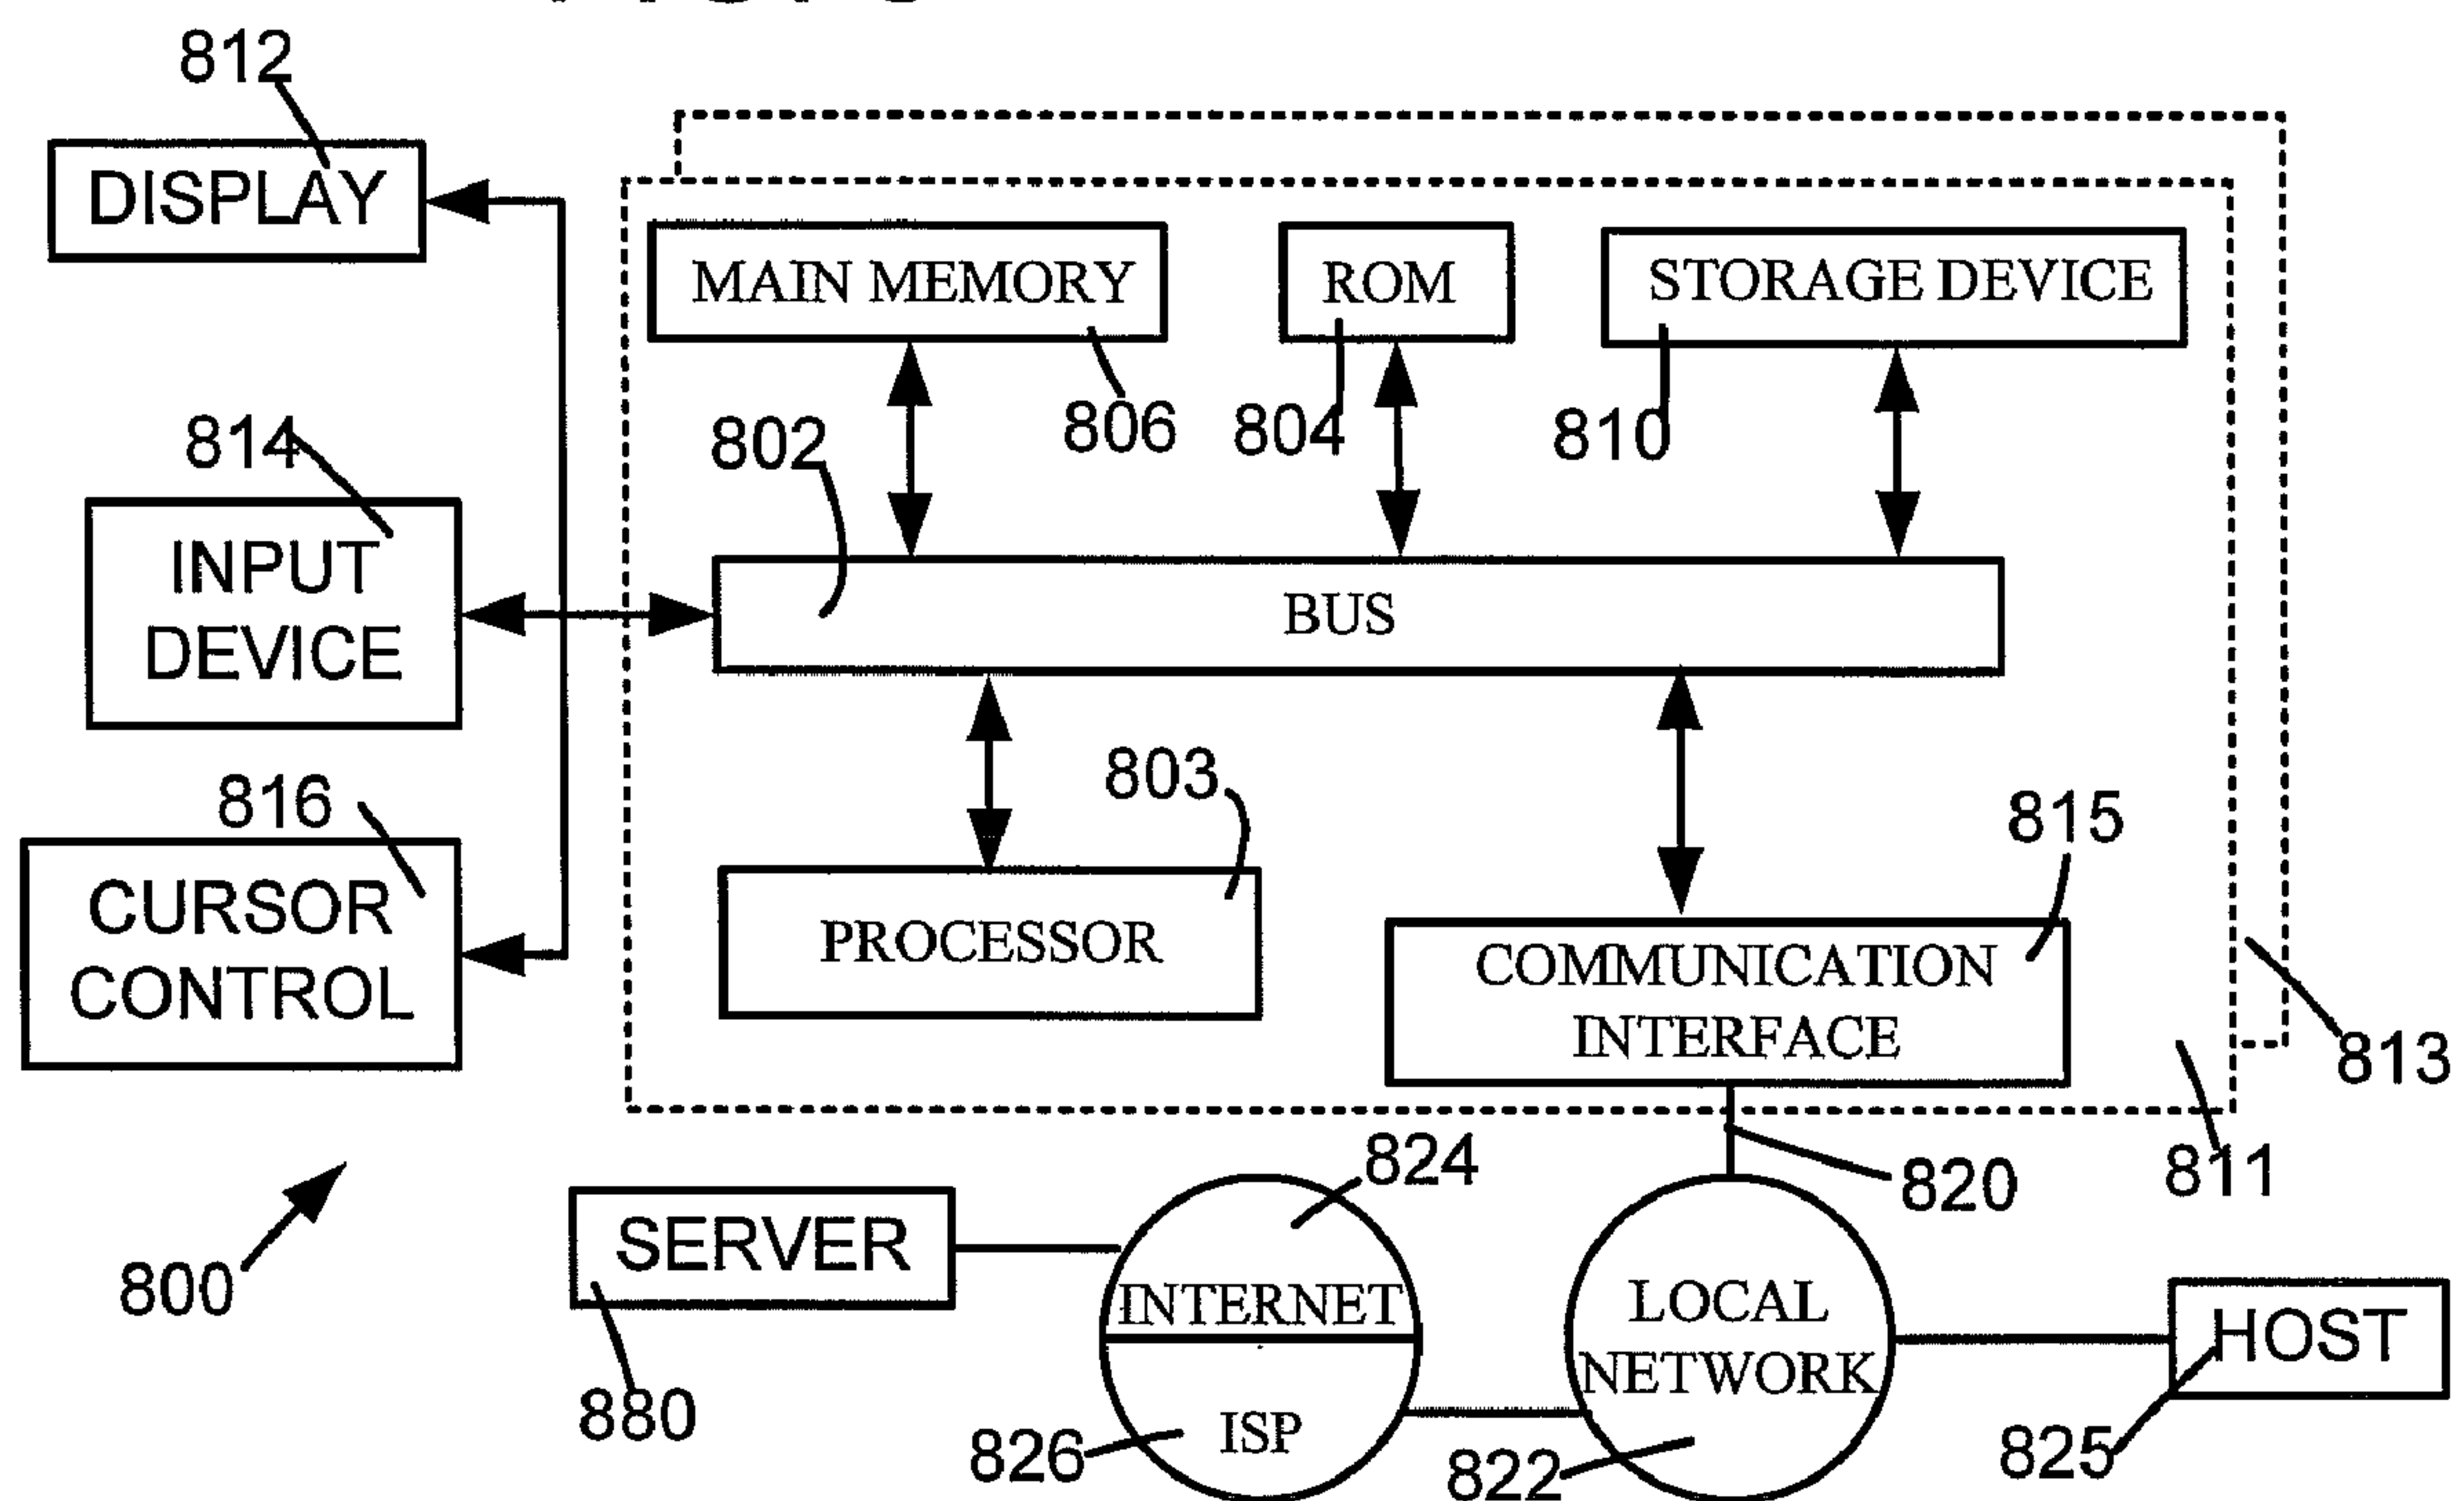 812
DISPLAY
MAIN MEMORY
ROM
STORAGE DEVICE
806
804
810
802
814
INPUT
DEVICE
BUS
803
816
815
CURSOR
CONTROL
PROCESSOR
COMMUNICATION
INTERFACE
813
811
824
820
SERVER
800
INTERNET
LOCAL
NETWORK
HOST
880
826
ISP
822
825